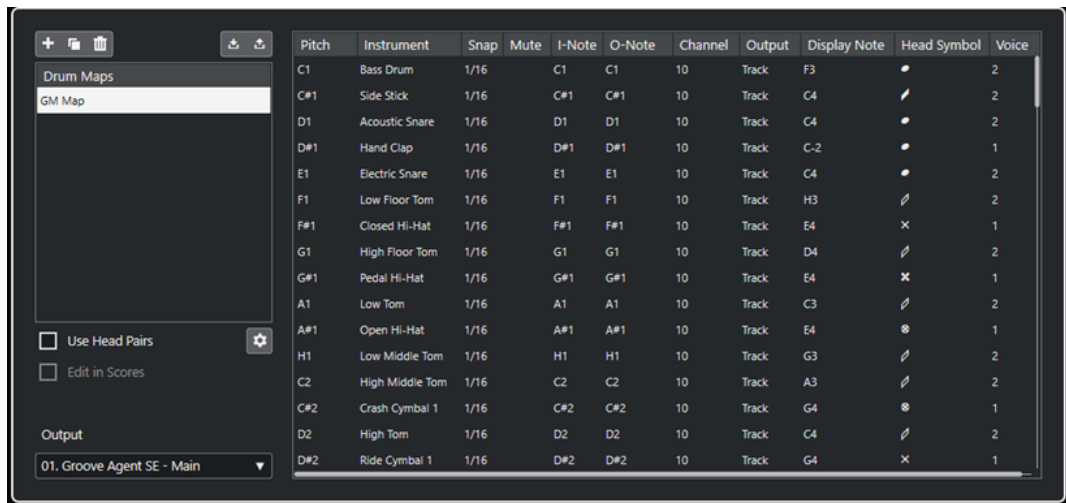 Pitch Instrument Snap Mute I-Note O-Note Channel Output Display Note Head Symbol Voice
Drum Maps
GM Map
C1 Bass Drum 1/16 C1 C1 10 Track F3 2
C#1 Side Stick 1/16 C#1 C#1 10 Track C4 2
D1 Acoustic Snare 1/16 D1 D1 10 Track C4 2
D#1 Hand Clap 1/16 D#1 D#1 10 Track C-2 1
E1 Electric Snare 1/16 E1 E1 10 Track C4 2
F1 Low Floor Tom 1/16 F1 F1 10 Track H3 2
F#1 Closed Hi-Hat 1/16 F#1 F#1 10 Track E4 1
G1 High Floor Tom 1/16 G1 G1 10 Track D4 2
G#1 Pedal Hi-Hat 1/16 G#1 G#1 10 Track E4 1
A1 Low Tom 1/16 A1 A1 10 Track C3 2
A#1 Open Hi-Hat 1/16 A#1 A#1 10 Track E4 1
H1 Low Middle Tom 1/16 H1 H1 10 Track G3 2
C2 High Middle Tom 1/16 C2 C2 10 Track A3 2
C#2 Crash Cymbal 1 1/16 C#2 C#2 10 Track G4 1
D2 High Tom 1/16 D2 D2 10 Track C4 2
D#2 Ride Cymbal 1 1/16 D#2 D#2 10 Track G4 1
Use Head Pairs
Edit in Scores
Output
01. Groove Agent SE - Main